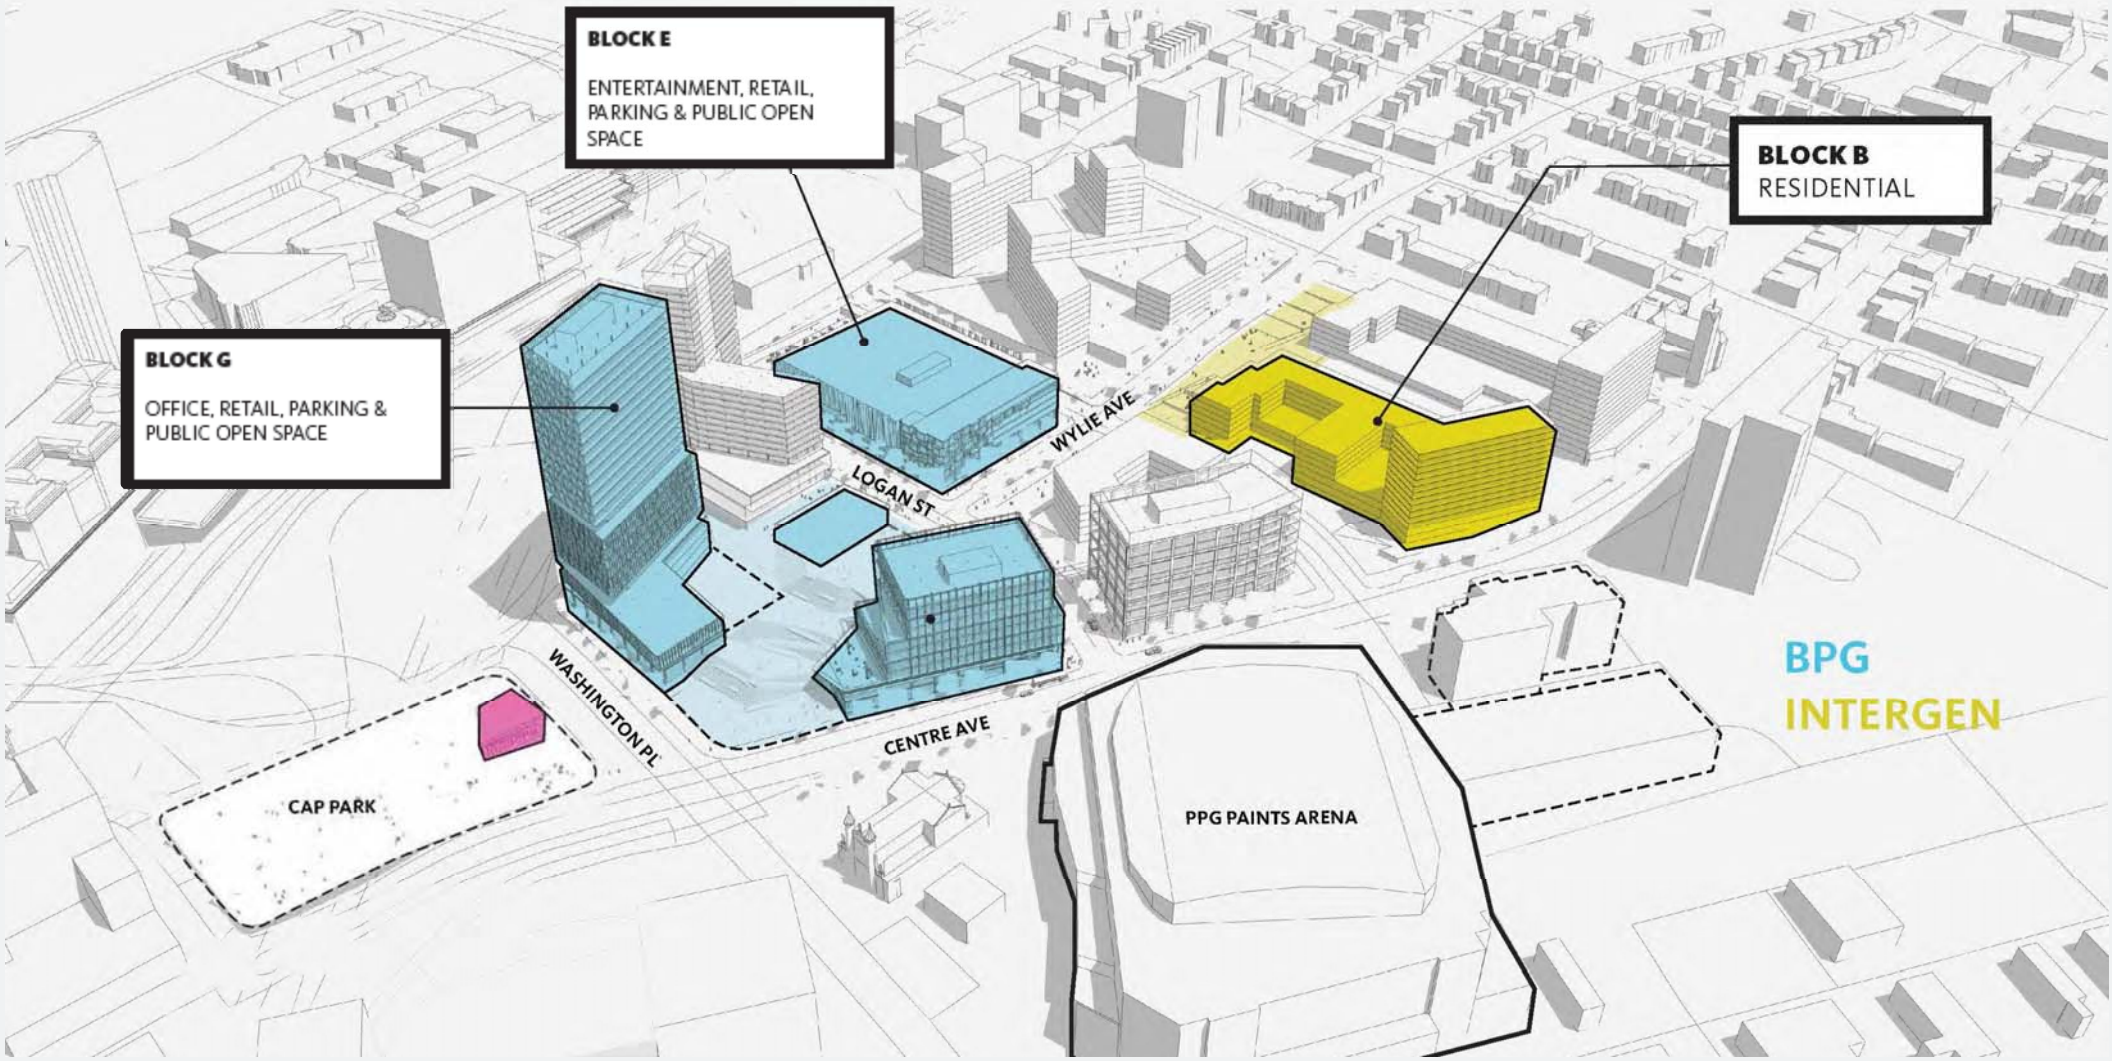 BLOCK E
ENTERTAINMENT, RETAIL,
PARKING & PUBLIC OPEN
SPACE
BLOCK B
RESIDENTIAL
BLOCK G
OFFICE, RETAIL, PARKING &
PUBLIC OPEN SPACE
WYLIE AVE
LOGAN ST
WASHINGTON PL
CENTRE AVE
BPG
INTERGEN
CAP PARK
PPG PAINTS ARENA